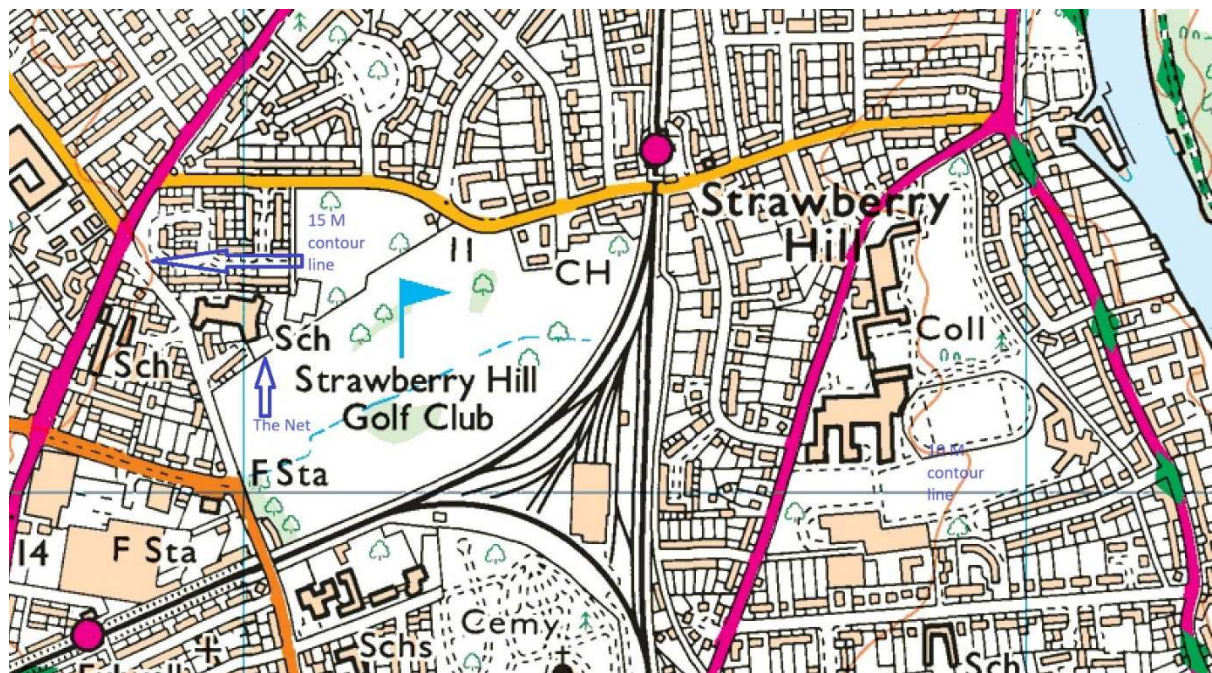 Strawberry
Hill
15 M
contour
line
11
CH
Sch
Sch
Coll
Strawberry Hill
Golf Club
The Net
10 M
contour
line
F Sta
14
F Sta
Schs
Cemy
Sch